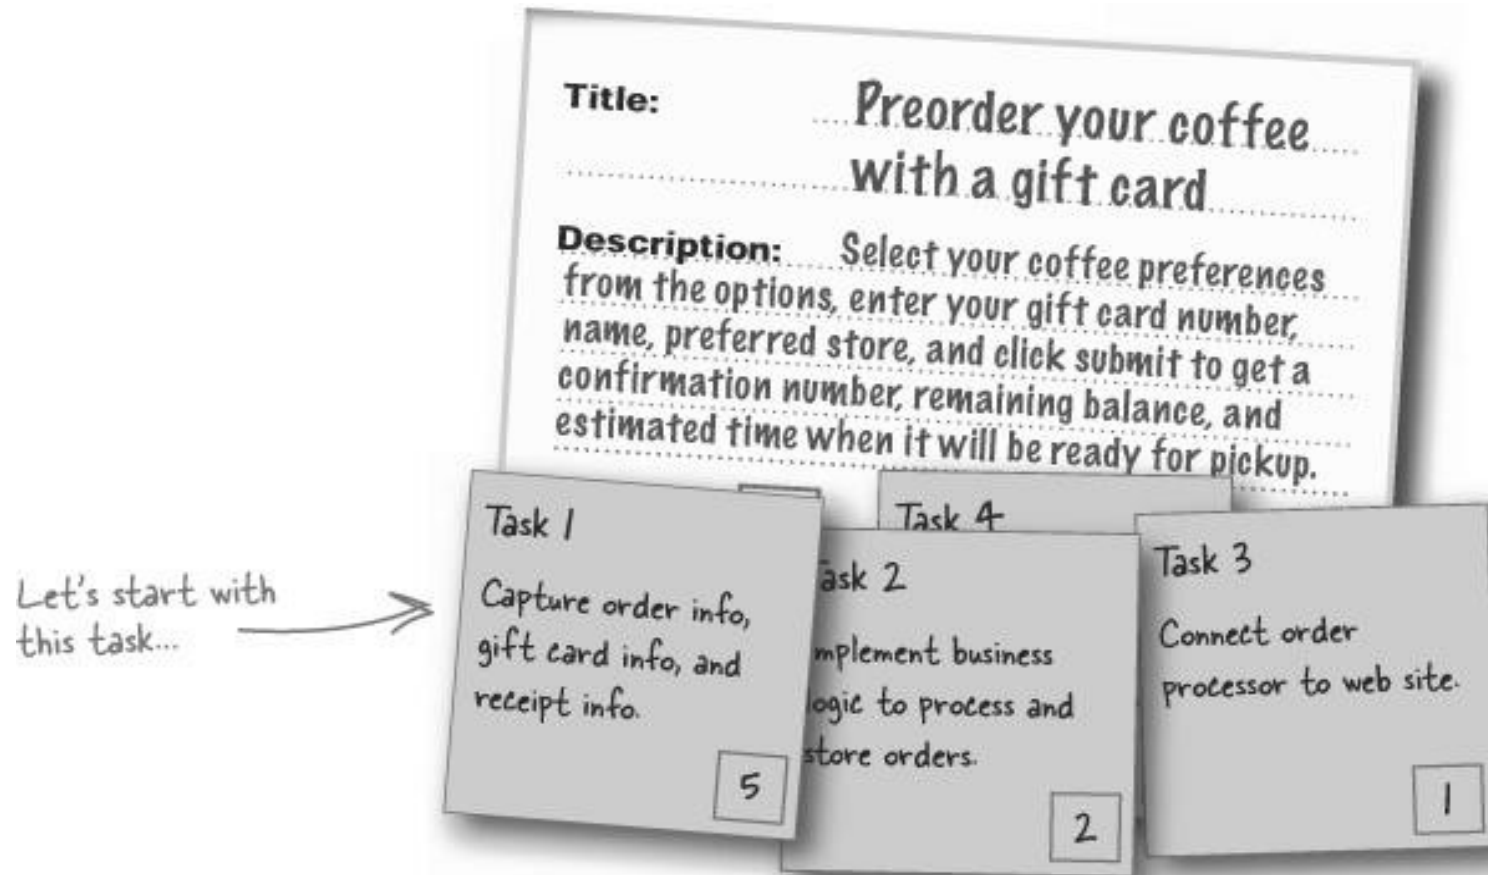 Title: Preorder your coffee
with a gift card
Description: Select your coffee preferences
from the options, enter your gift card number,
name, preferred store, and click submit to get a
confirmation number, remaining balance, and
estimated time when it will be ready for pickup.
Let's start with
this task...
Task 1
Capture order info,
gift card info, and
receipt info.
5
Task 4
ask 2
mplement business
ogic to process and
store orders.
2
Task 3
Connect order
processor to web site.
1